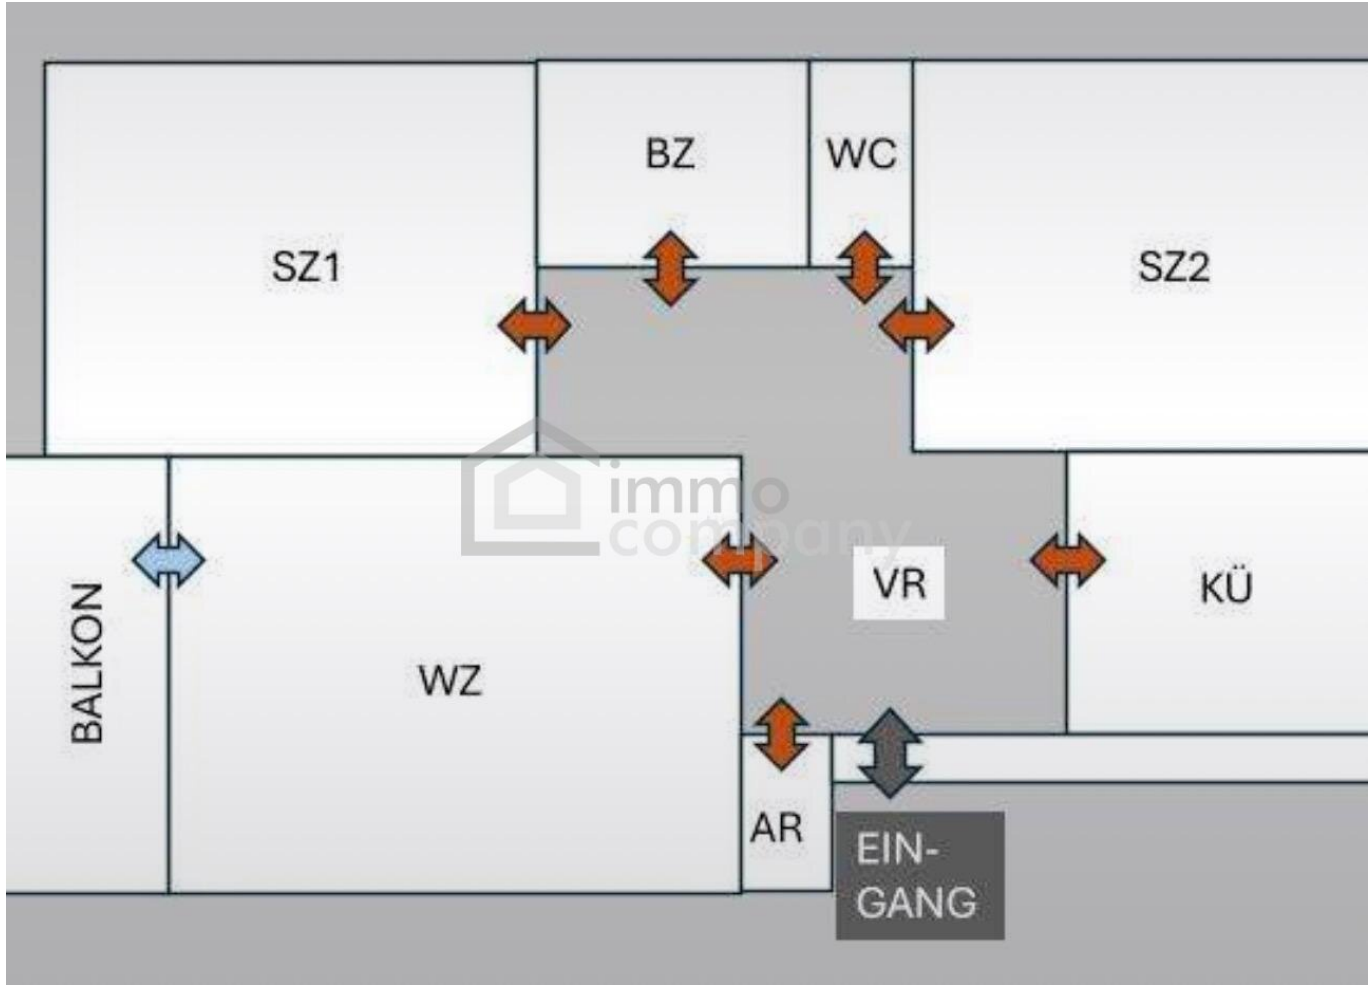 BZ
WC
SZ1
SZ2
immo
company
VR
KÜ
BALKON
WZ
AR
EIN-
GANG